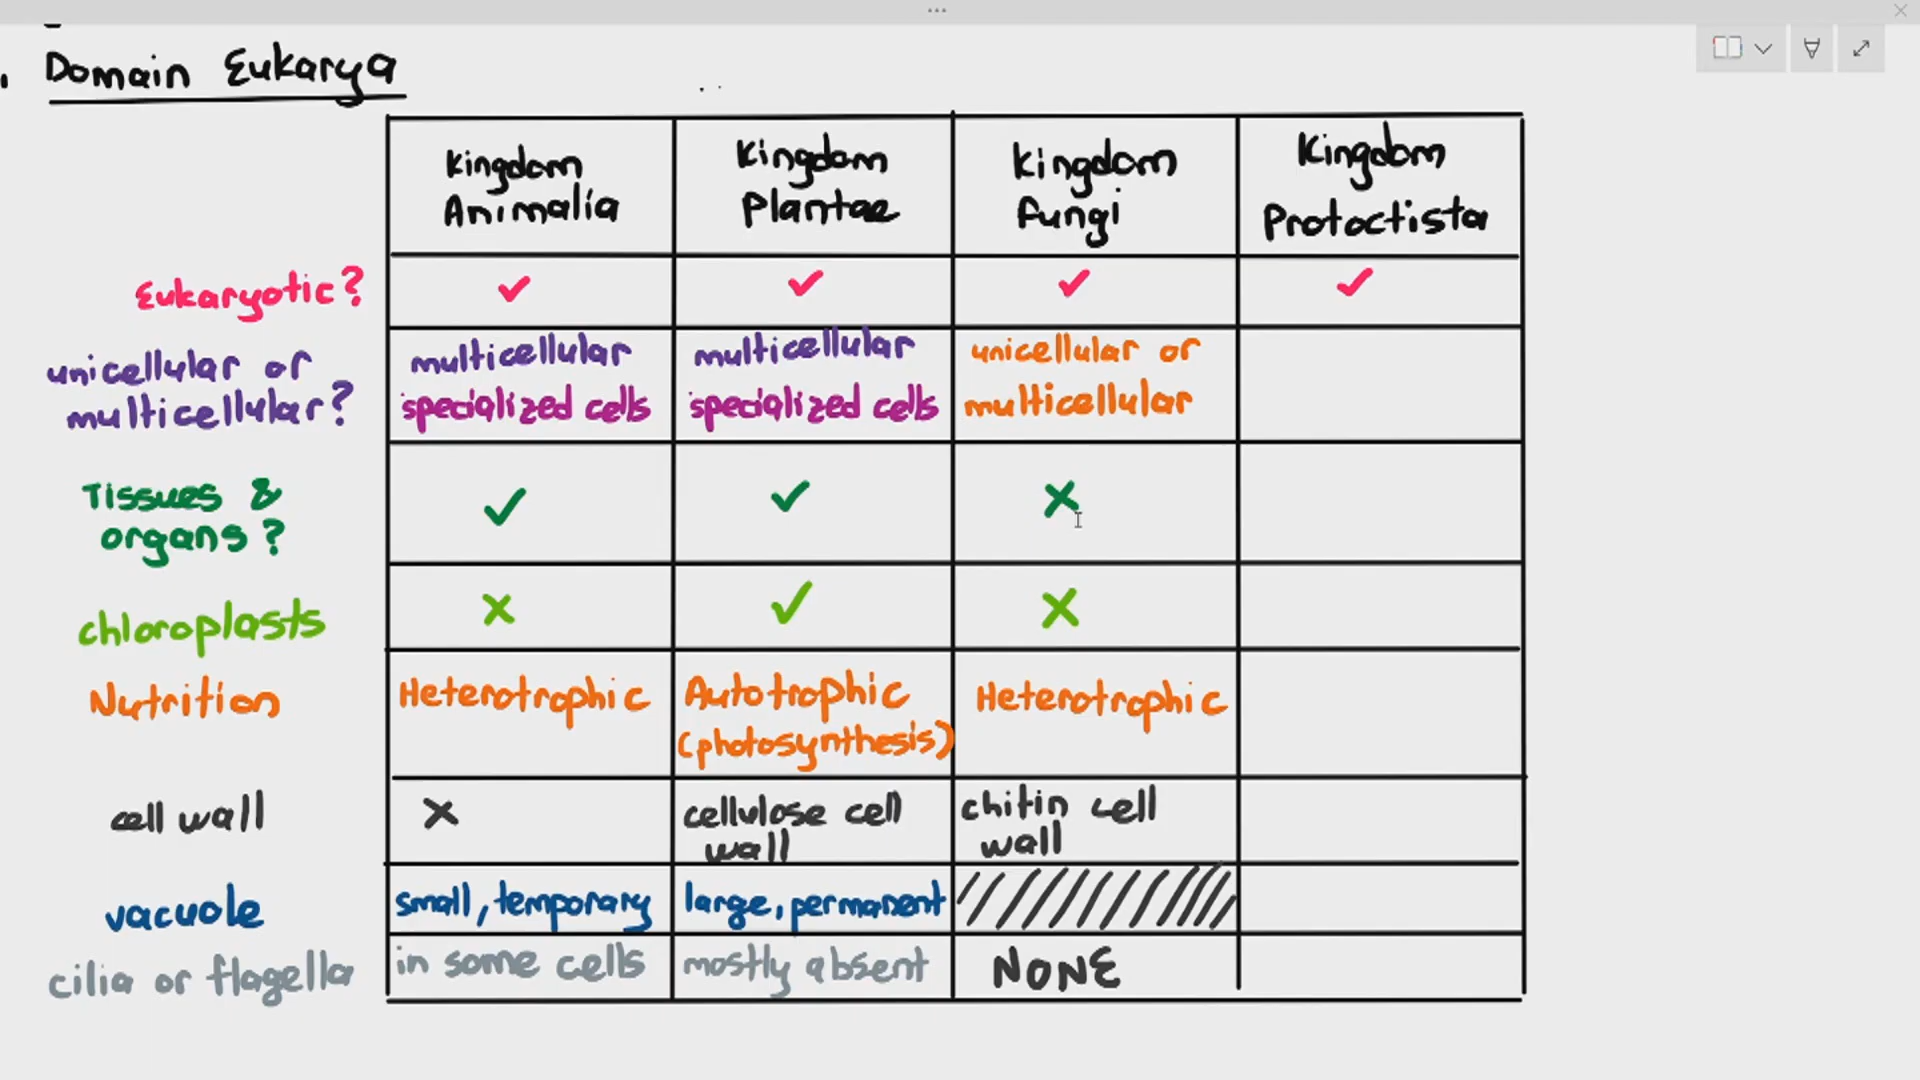 Domain Eukarya
Kingdom Animalia
Kingdom Plantae
Kingdom Fungi
Kingdom Protoctista
Eukaryotic? ✓ ✓ ✓ ✓
unicellular or multicellular?
multicellular specialized cells
multicellular specialized cells
unicellular or multicellular
Tissues & organs? ✓ ✓ ✗
chloroplasts ✗ ✓ ✗
Nutrition
Heterotrophic
Autotrophic (photosynthesis)
Heterotrophic
cell wall ✗
cellulose cell wall
chitin cell wall
vacuole
small, temporary
large, permanent
cilia or flagella
in some cells
mostly absent
NONE